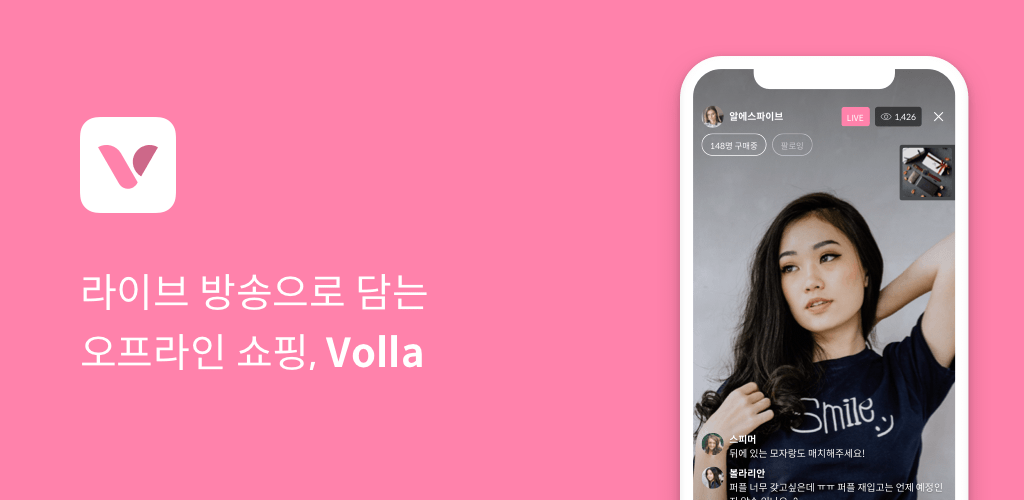 라이브 방송으로 담는
오프라인 쇼핑, Volla
알에스파이브
LIVE
1,426
148명 구매중
팔로잉
Smile
스피머
뒤에 있는 모자랑도 매치해주세요!
볼라리안
퍼플 너무 갖고싶은데 ㅠㅠ 퍼플 재입고는 언제 예정인